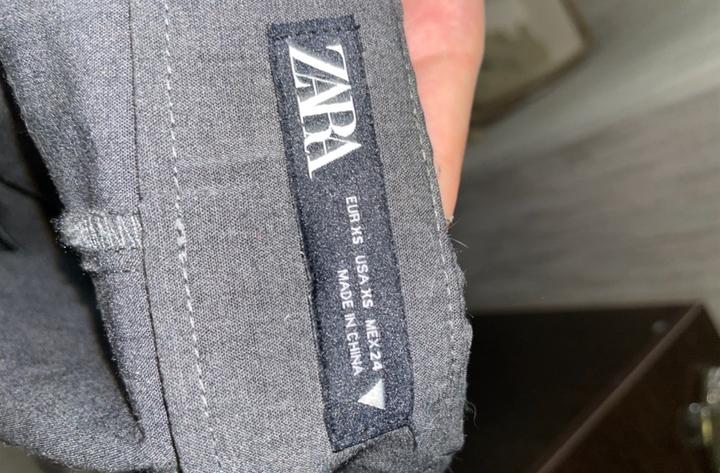 ZARA
EUR XS USA XS MEX 24
MADE IN CHINA